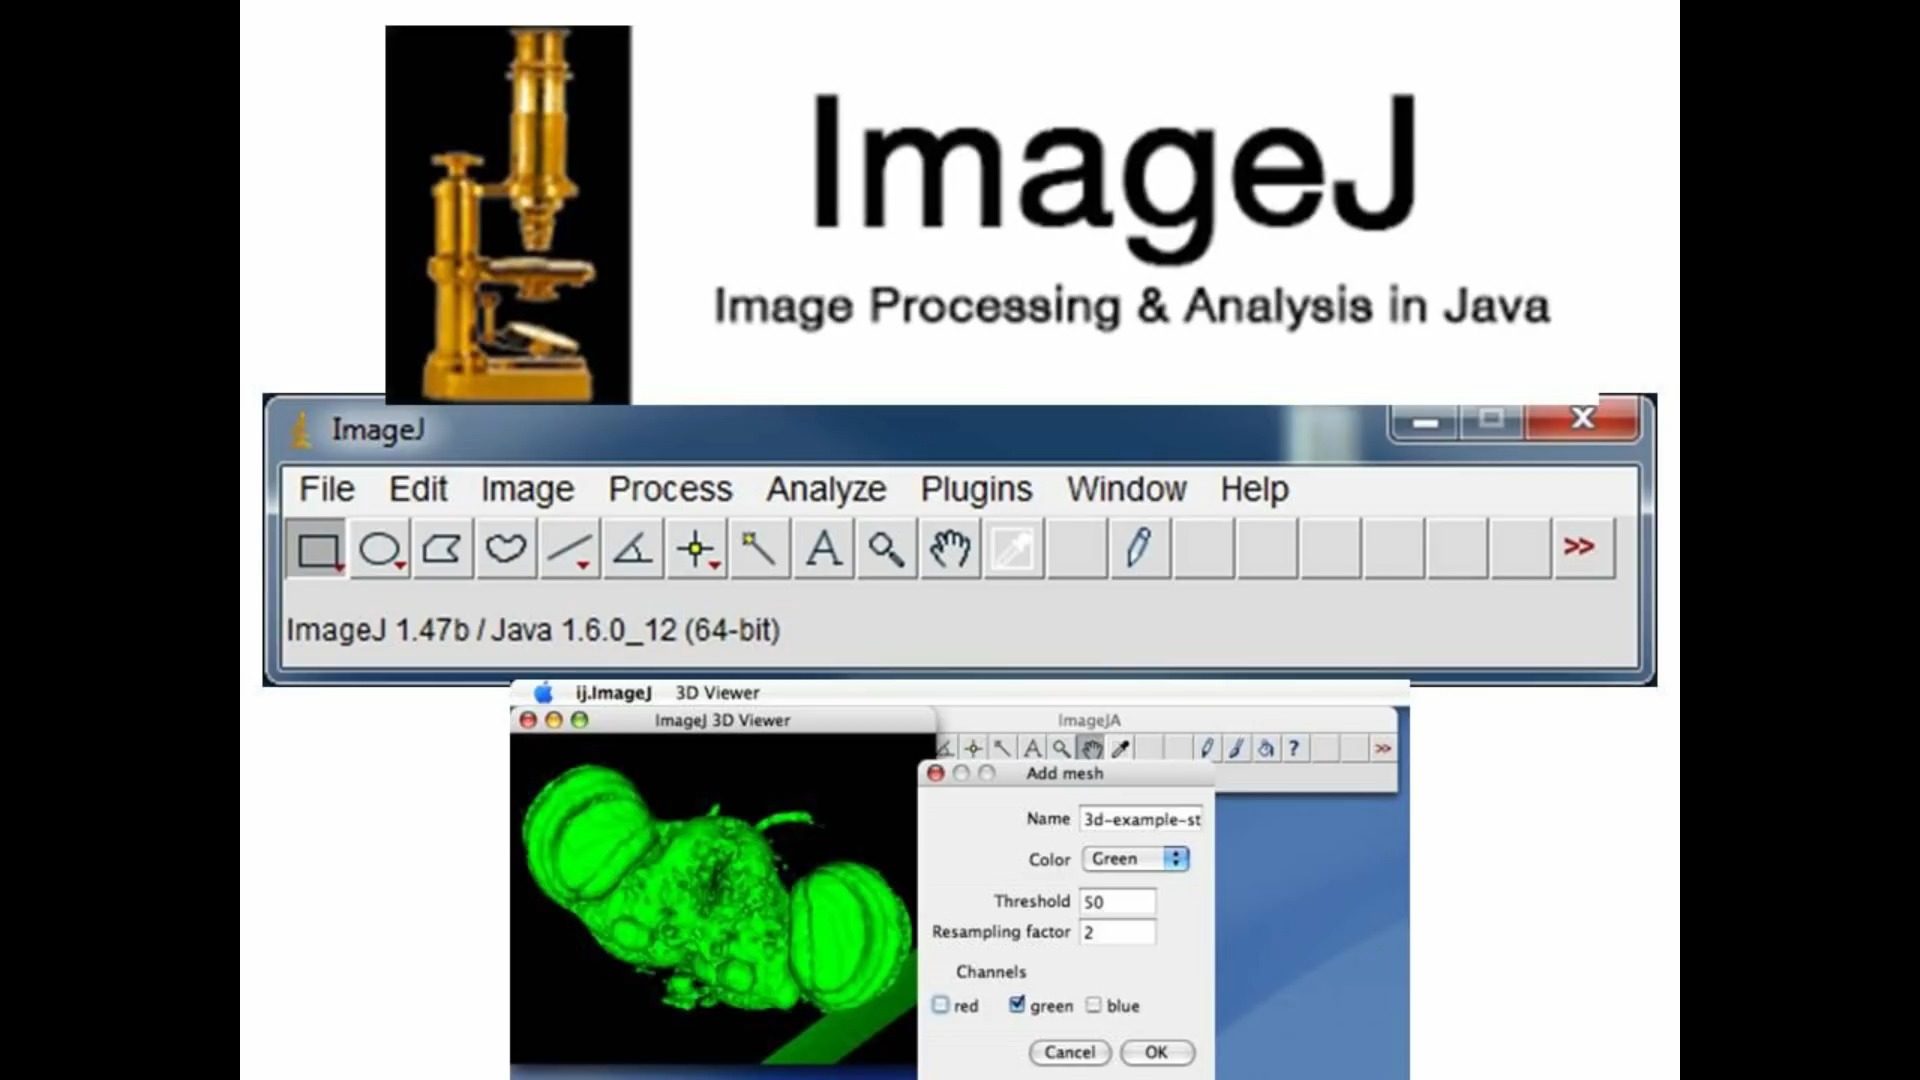 ImageJ
Image Processing & Analysis in Java
ImageJ
File Edit Image Process Analyze Plugins Window Help
A
>>
ImageJ 1.47b / Java 1.6.0_12 (64-bit)
ij.ImageJ 3D Viewer
ImageJ 3D Viewer
ImageJA
A ? >>
Add mesh
Name 3d-example-st
Color Green
Threshold 50
Resampling factor 2
Channels
red green blue
Cancel OK